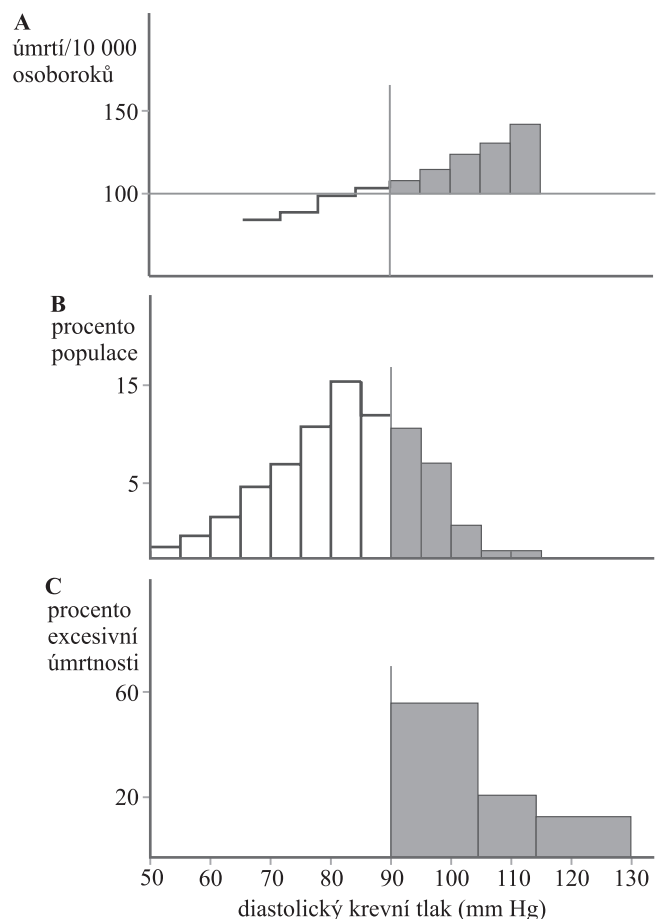 A
úmrtí/10 000
osoboroků
150
100
B
procento
populace
15
5
C
procento
excesivní
úmrtnosti
60
20
50 60 70 80 90 100 110 120 130
diastolický krevní tlak (mm Hg)